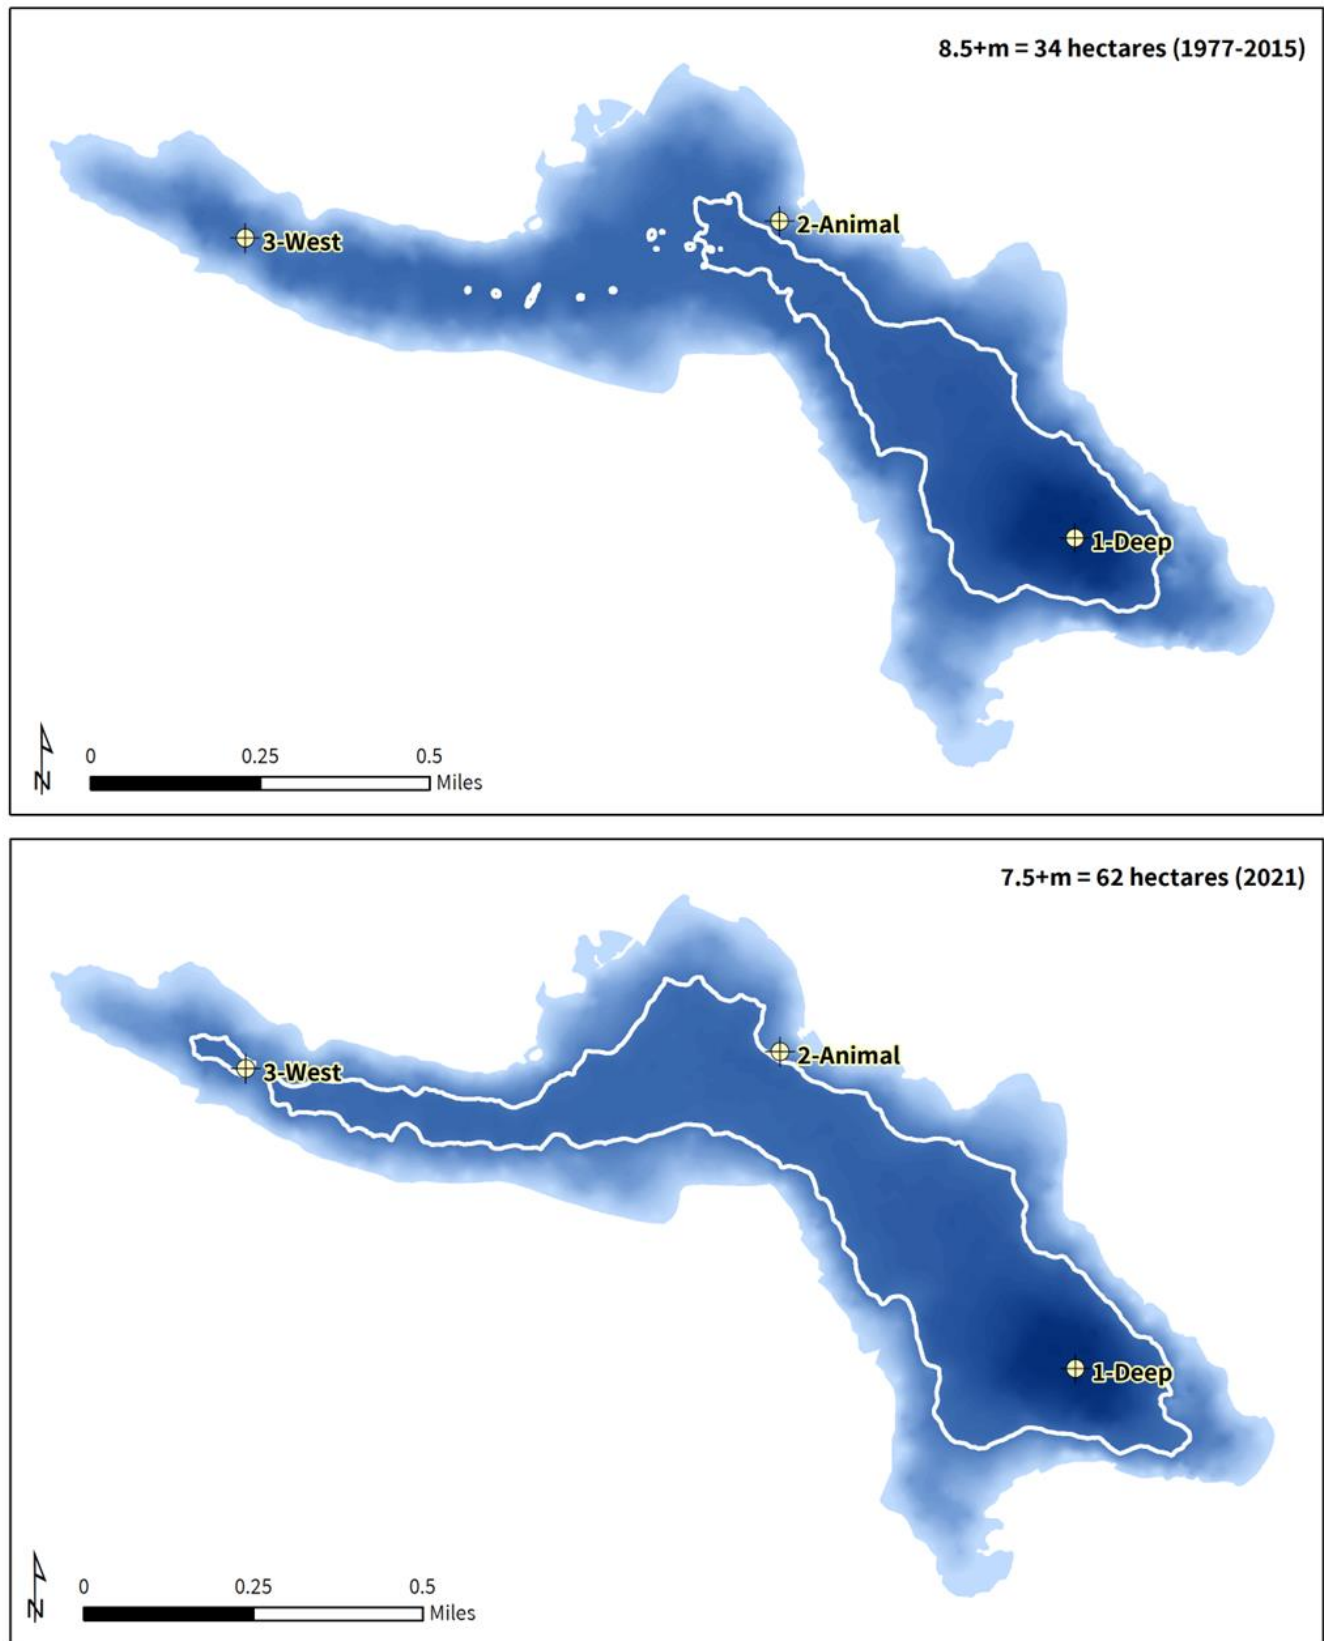 8.5+m = 34 hectares (1977-2015)
2-Animal
3-West
1-Deep
0 0.25 0.5
Miles
N
7.5+m = 62 hectares (2021)
2-Animal
3-West
1-Deep
0 0.25 0.5
Miles
N